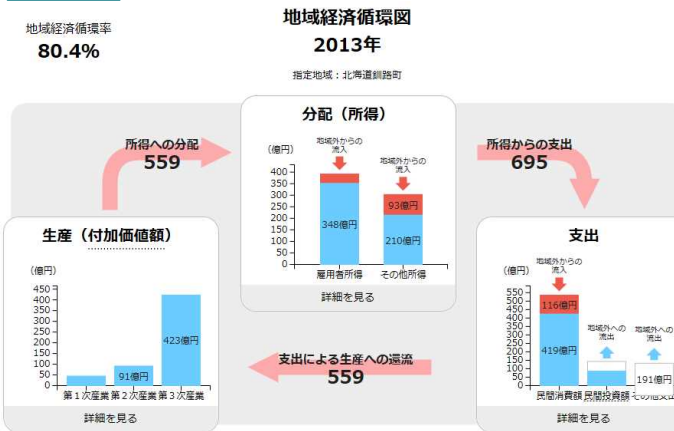 地域経済循環図
2013年
指定地域：北海道釧路町
地域経済循環率
80.4%
所得への分配
559
分配（所得）
（億円）
地域外からの
流入
地域外からの
流入
400
350
300
250
200
150
100
50
0
348億円
93億円
210億円
雇用者所得 その他所得
詳細を見る
所得からの支出
695
生産（付加価値額）
（億円）
450
400
350
300
250
200
150
100
50
0
91億円
423億円
第１次産業 第２次産業 第３次産業
詳細を見る
支出による生産への還流
559
支出
（億円）
地域外からの
流入
地域外への
流出
地域外への
流出
550
500
450
400
350
300
250
200
150
100
50
0
116億円
419億円
191億円
民間消費額 民間投資額 その他支出
詳細を見る